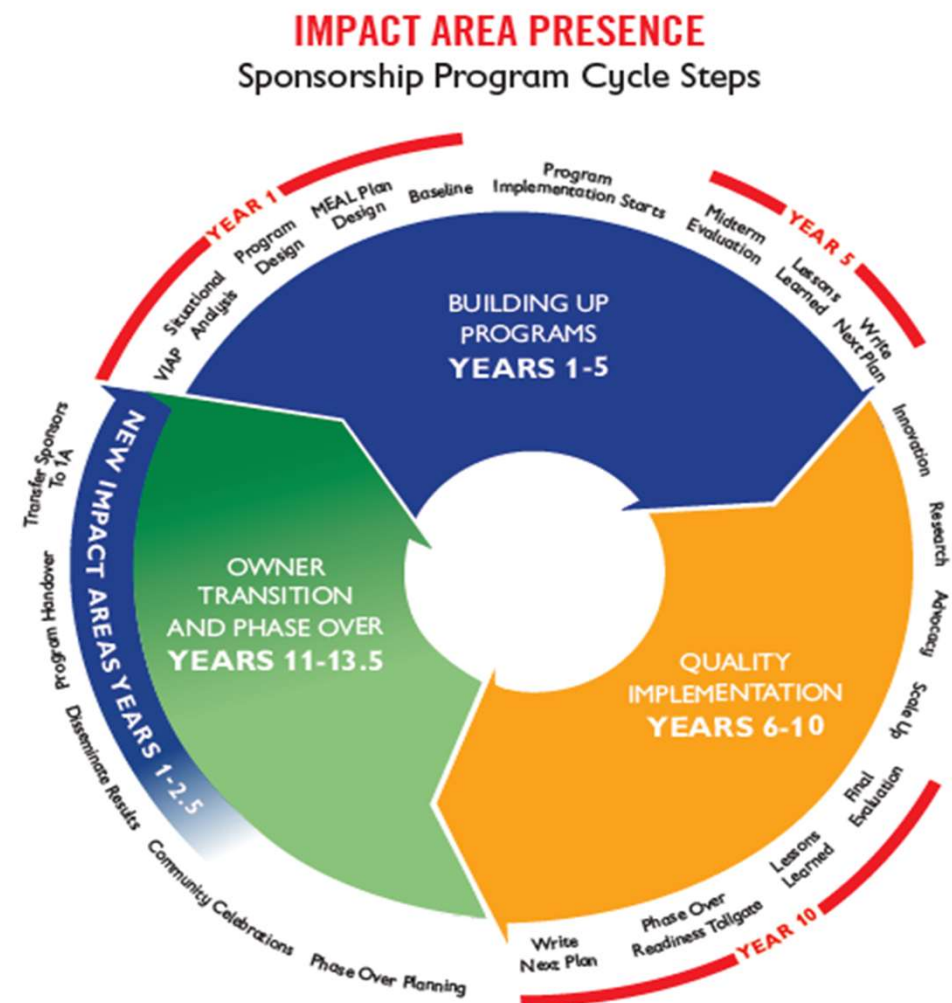 IMPACT AREA PRESENCE
Sponsorship Program Cycle Steps
YEAR 1
VIAP
Situational
Analysis
Program
Design
MEAL Plan
Design
Baseline
Program
Implementation Starts
YEAR 5
Midterm
Evaluation
Lessons
Learned
Write
Next Plan
Innovation
Research
Advocacy
Scale Up
Final
Evaluation
Lessons
Learned
YEAR 10
Phase Over
Readiness Tollgate
Write
Next Plan
Phase Over Planning
Community Celebrations
Disseminate Results
Program Handover
Transfer Sponsors
To 1A
BUILDING UP
PROGRAMS
YEARS 1-5
QUALITY
IMPLEMENTATION
YEARS 6-10
OWNER
TRANSITION
AND PHASE OVER
YEARS 11-13.5
NEW IMPACT AREAS YEARS 1-2.5